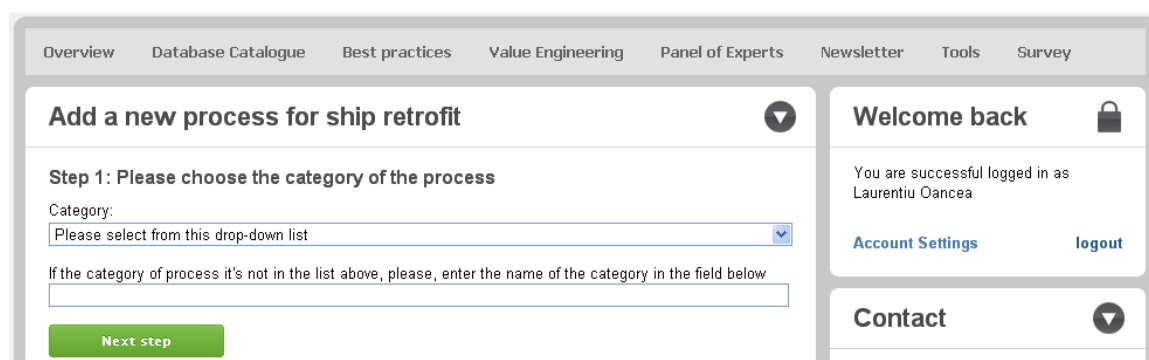 Overview Database Catalogue Best practices Value Engineering Panel of Experts Newsletter Tools Survey
Add a new process for ship retrofit
Step 1: Please choose the category of the process
Category:
Please select from this drop-down list
If the category of process it's not in the list above, please, enter the name of the category in the field below
Next step
Welcome back
You are successful logged in as
Laurentiu Oancea
Account Settings logout
Contact